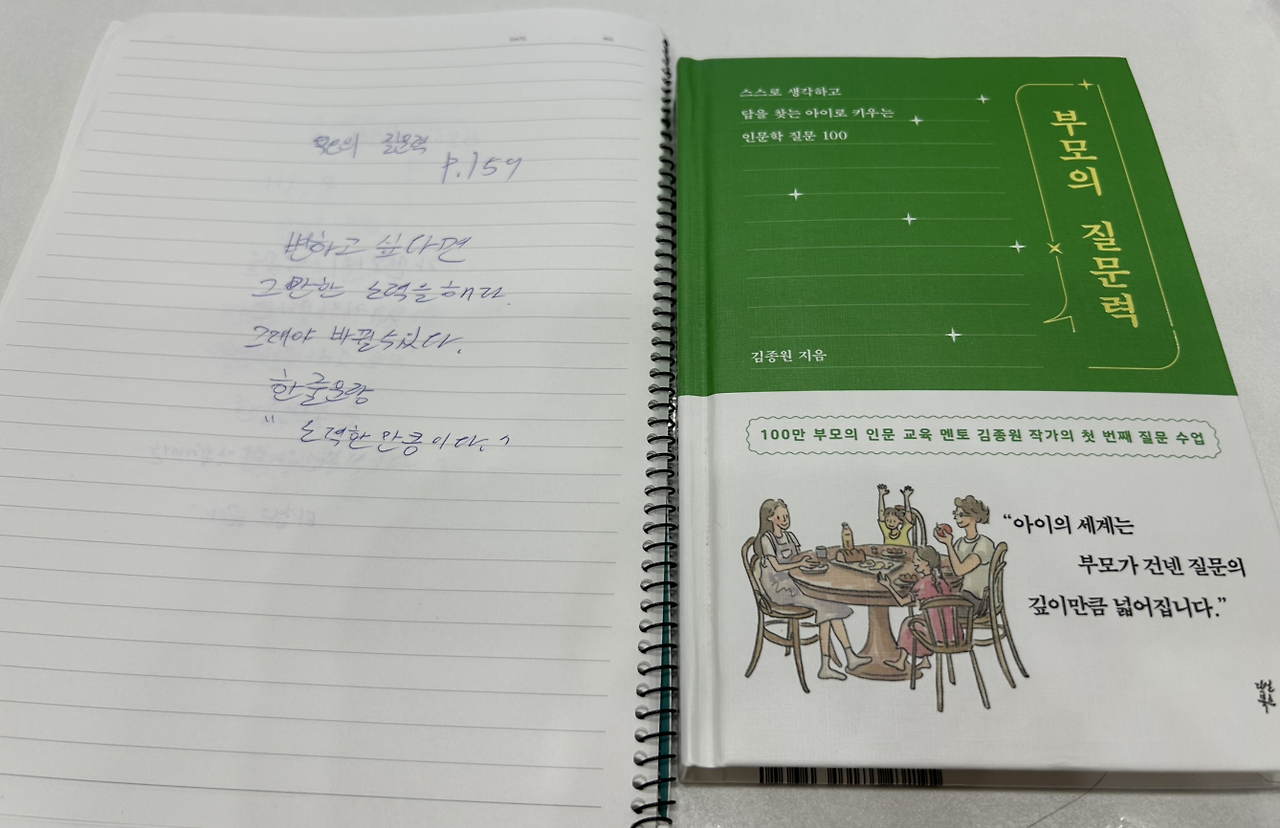 부모의 질문력
P.159
변하고 싶다면
그만한 노력을 해라.
그래야 바뀔 수 있다.
한줄문장
" 노력한 만큼이다. "
스스로 생각하고
답을 찾는 아이로 키우는
인문학 질문 100
부모의 질문력
김종원 지음
100만 부모의 인문 교육 멘토 김종원 작가의 첫 번째 질문 수업
“아이의 세계는
부모가 건넨 질문의
깊이만큼 넓어집니다.”
다산
북스